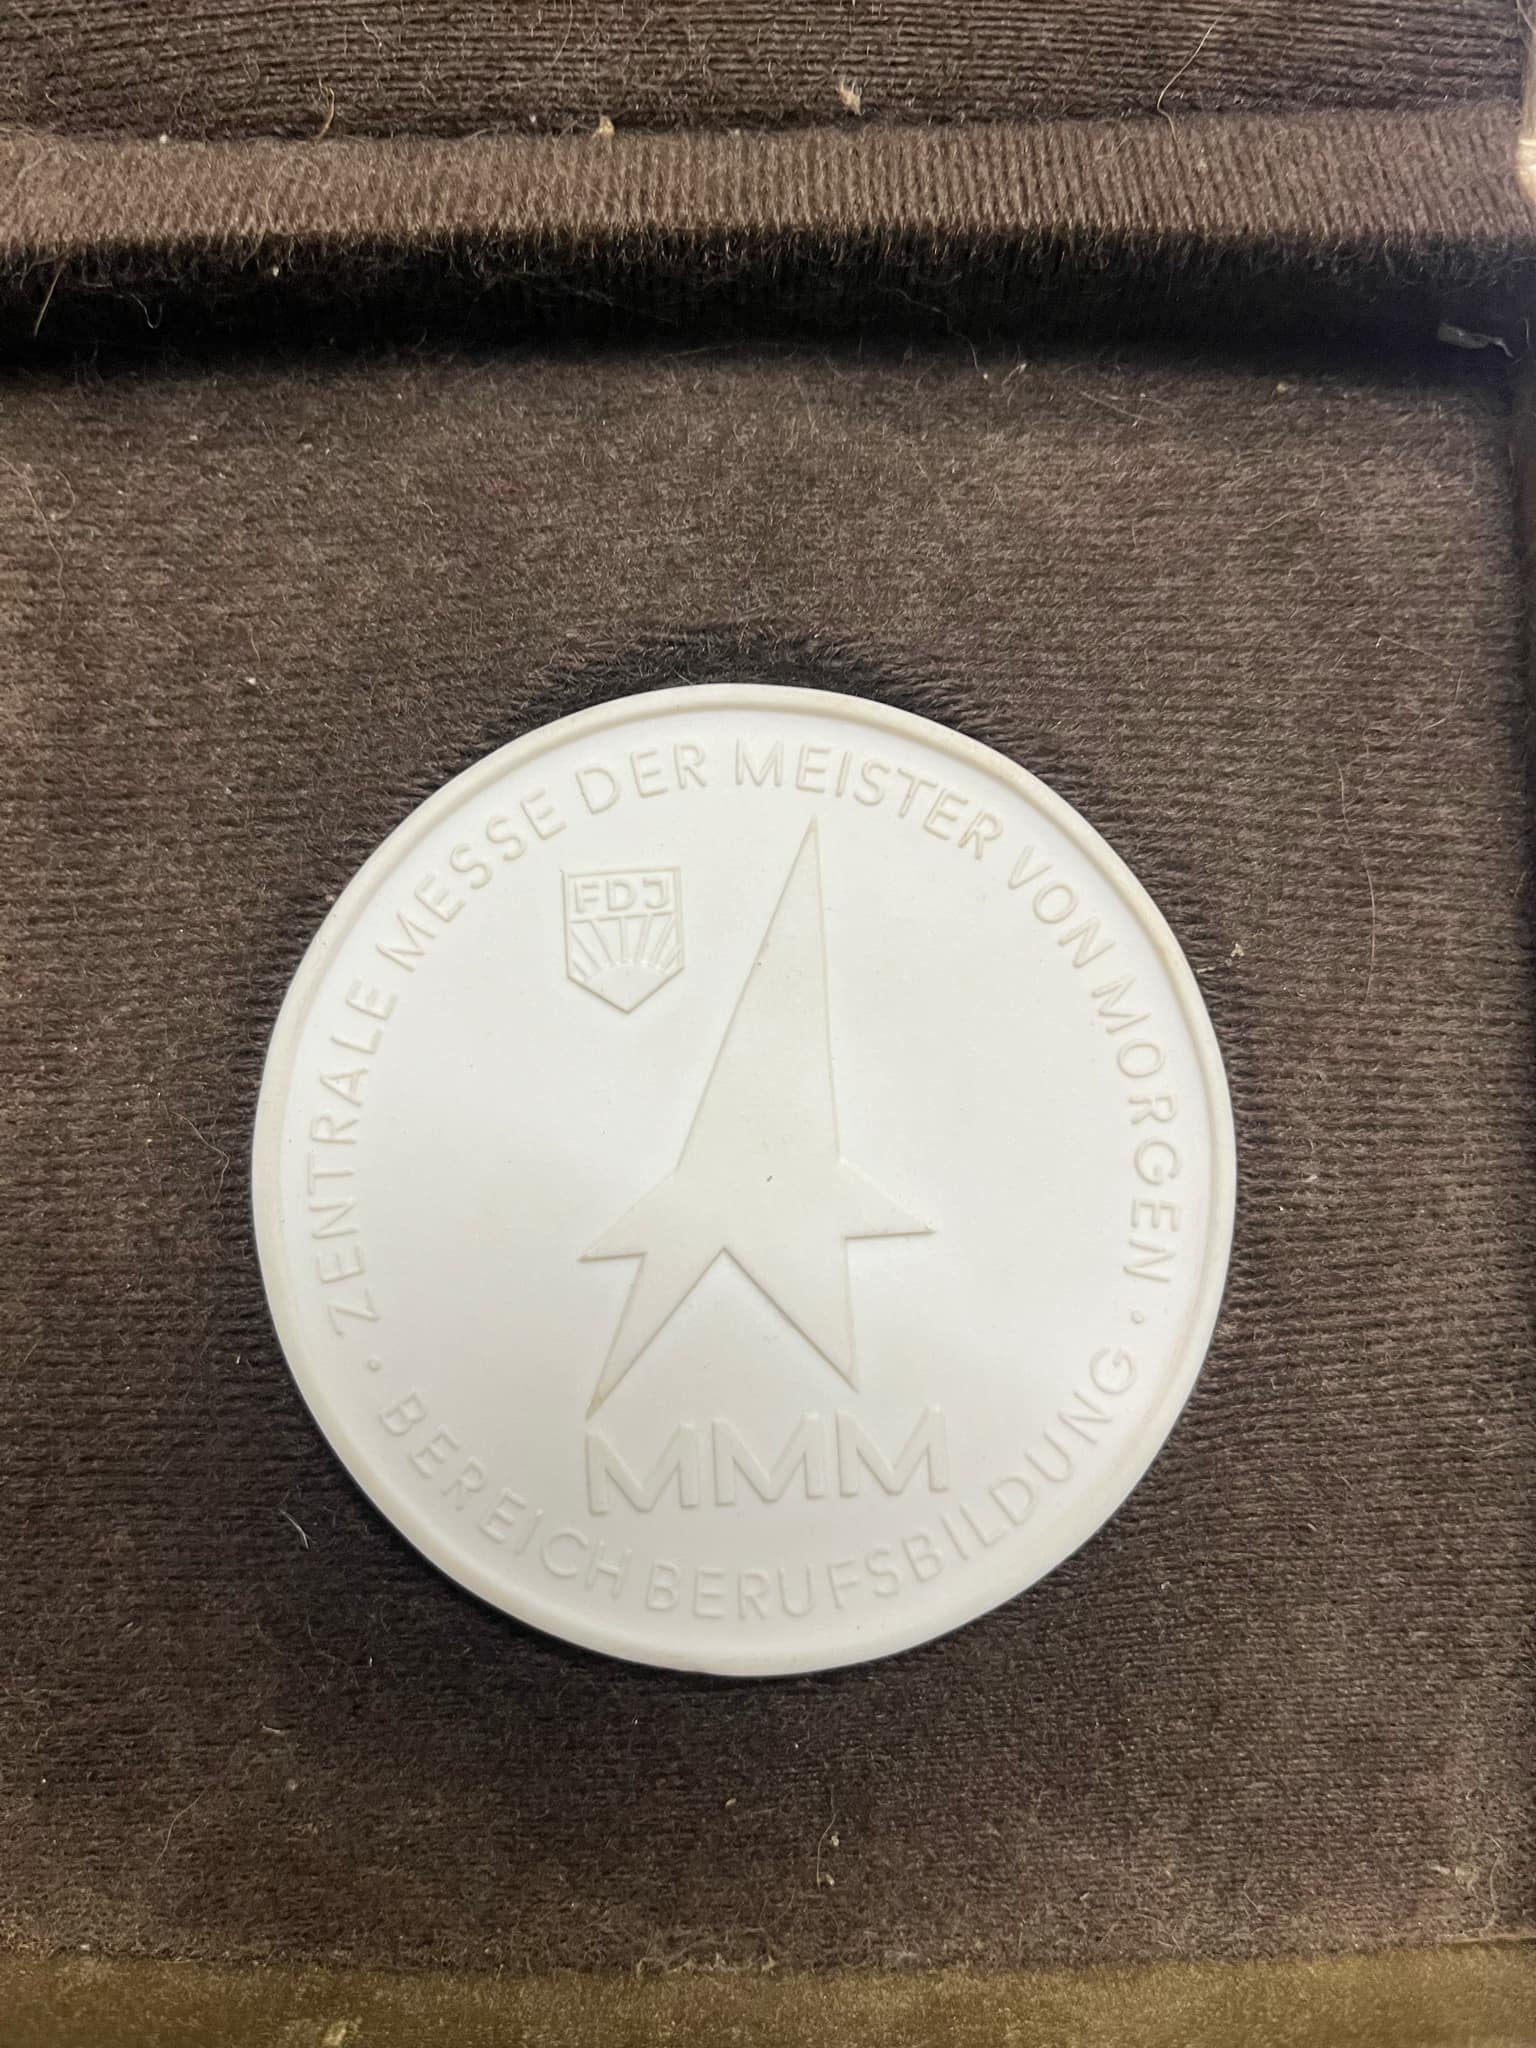 ZENTRALE MESSE DER MEISTER VON MORGEN
FDJ
MMM
· BEREICH BERUFSBILDUNG ·